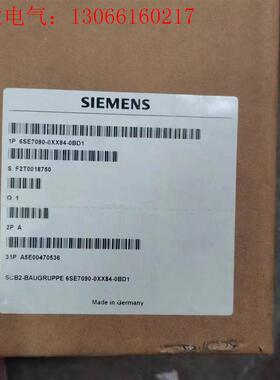 电气：13066160217
SIEMENS
1P 6SE7090-0XX84-0BD1
S F2T0018750
Q 1
2P A
31P A5E00470536
SCB2-BAUGRUPPE 6SE7090-0XX84-0BD1
Made in Germany